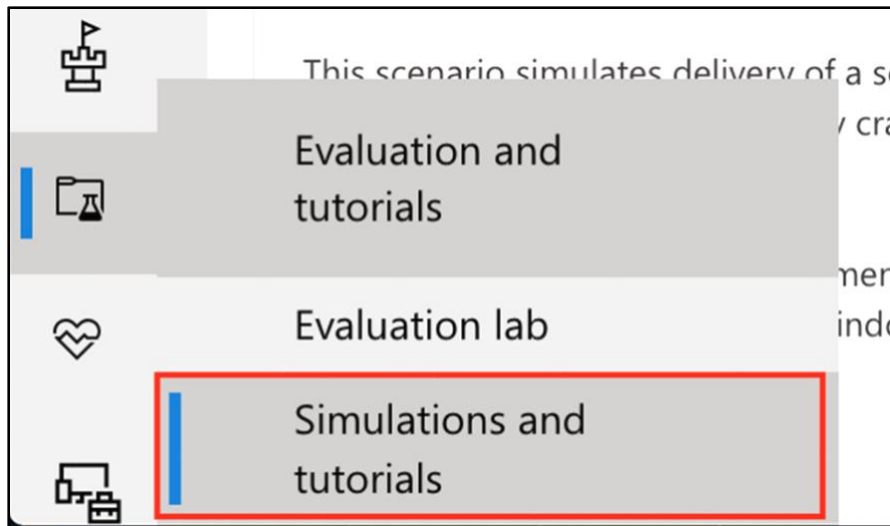 This scenario simulates delivery of a
Evaluation and
tutorials
Evaluation lab
Simulations and
tutorials